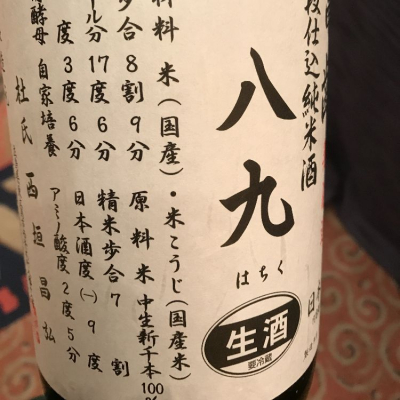 段仕込純米酒
八九
はちく
生酒
要冷蔵
料 米(国産)・米こうじ(国産米)
歩合 8割9分
ール分 17度6分
度 3度6分
酵母 自家培養
杜氏 西垣昌弘
原料米 中生新千本 100
精米歩合 7割
日本酒度(一)9度
アミノ酸度 2度5分